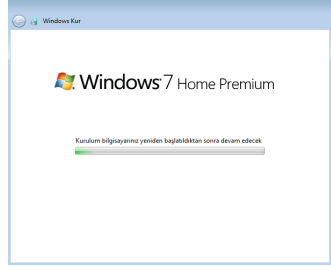 Windows Kur
Windows 7 Home Premium
Kurulum bilgisayarınız yeniden başlatıldıktan sonra devam edecek